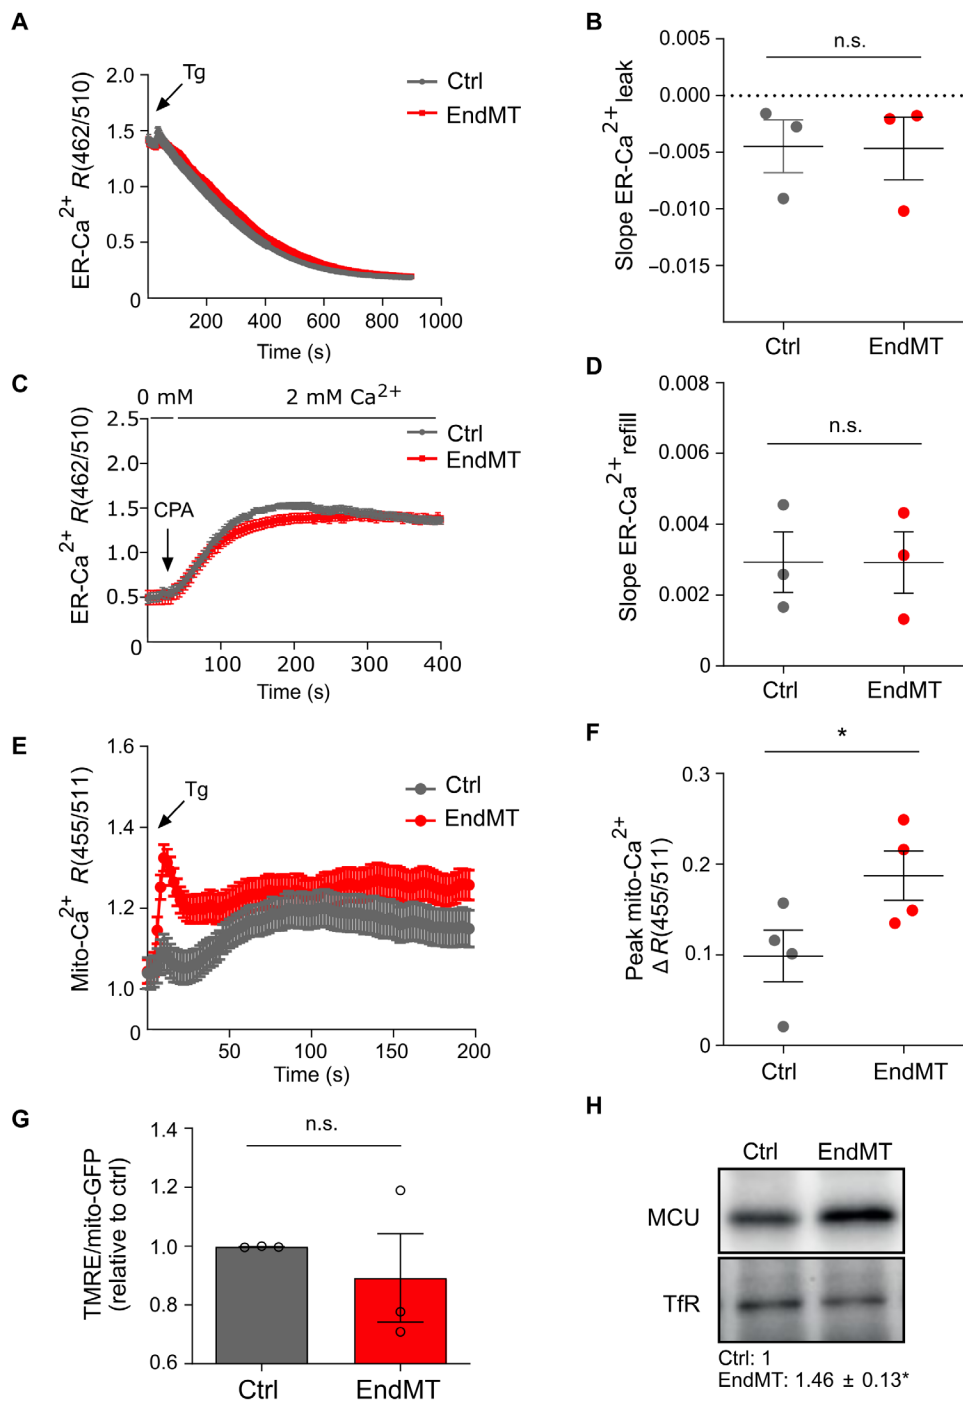 A
Tg
Ctrl
EndMT
ER-Ca2+ R(462/510)
2.0
1.5
1.0
0.5
0
200 400 600 800 1000
Time (s)
B
n.s.
Slope ER-Ca2+ leak
0.005
0.000
−0.005
−0.010
−0.015
Ctrl EndMT
C
0 mM 2 mM Ca2+
Ctrl
EndMT
CPA
ER-Ca2+ R(462/510)
2.5
2.0
1.5
1.0
0.5
0
100 200 300 400
Time (s)
D
n.s.
Slope ER-Ca2+ refill
0.008
0.006
0.004
0.002
0
Ctrl EndMT
E
Tg
Ctrl
EndMT
Mito-Ca2+ R(455/511)
1.6
1.4
1.2
1.0
0
50 100 150 200
Time (s)
F
*
Peak mito-Ca2+
Δ R(455/511)
0.3
0.2
0.1
0
Ctrl EndMT
G
n.s.
TMRE/mito-GFP
(relative to ctrl)
1.4
1.2
1.0
0.8
0.6
Ctrl EndMT
H
Ctrl EndMT
MCU
TfR
Ctrl: 1
EndMT: 1.46 ± 0.13*